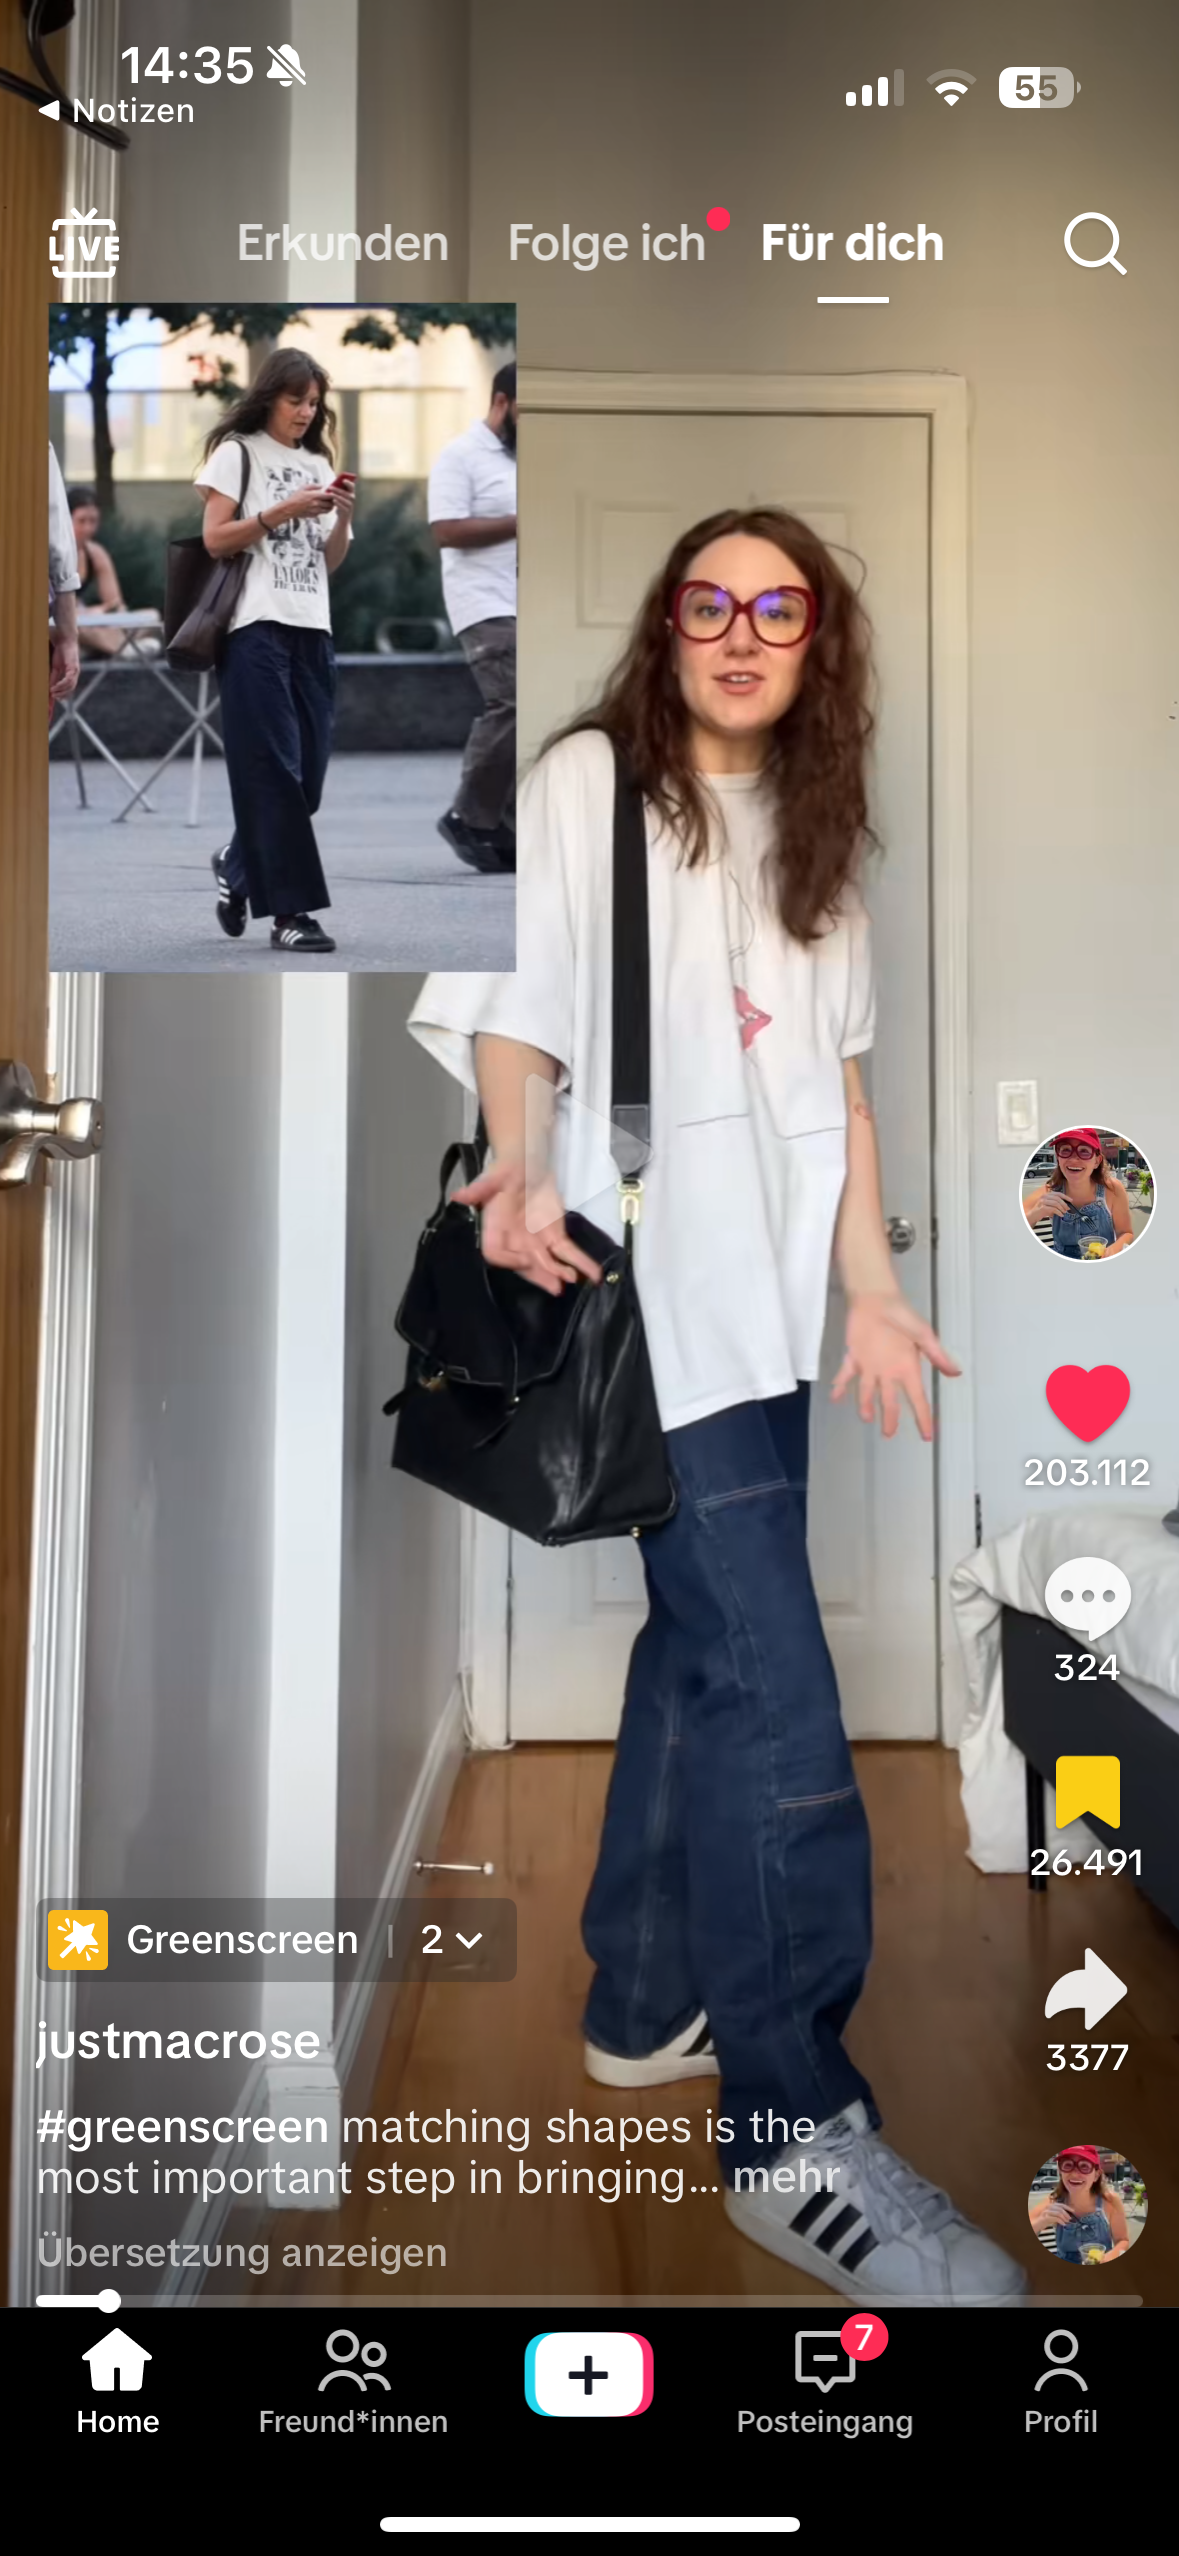 14:35
Notizen
LIVE
Erkunden
Folge ich
Für dich
203.112
324
26.491
3377
Greenscreen | 2
justmacrose
#greenscreen matching shapes is the
most important step in bringing... mehr
Übersetzung anzeigen
55
Home
Freund*innen
7
Posteingang
Profil